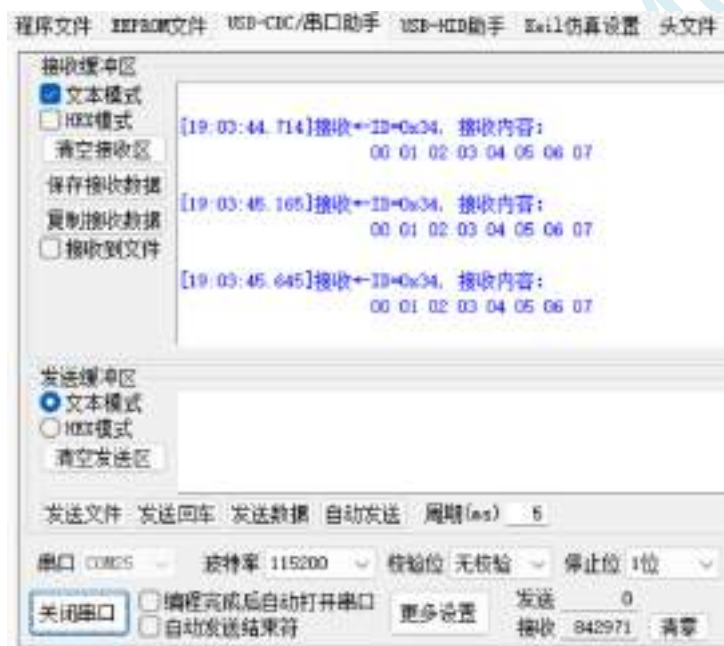 程序文件 EEPROM文件 USB-CDC/串口助手 USB-HID助手 Keil仿真设置 头文件
接收缓冲区
文本模式
HEX模式
清空接收区
保存接收数据
复制接收数据
接收到文件
[19:03:44.714]接收←ID=0x34, 接收内容:
00 01 02 03 04 05 06 07
[19:03:45.165]接收←ID=0x34, 接收内容:
00 01 02 03 04 05 06 07
[19:03:45.645]接收←ID=0x34, 接收内容:
00 01 02 03 04 05 06 07
发送缓冲区
文本模式
HEX模式
清空发送区
发送文件 发送回车 发送数据 自动发送 周期(ms) 5
串口 COM25 波特率 115200 校验位 无校验 停止位 1位
关闭串口 编程完成后自动打开串口 更多设置 发送 0
自动发送结束符 接收 842971 清零